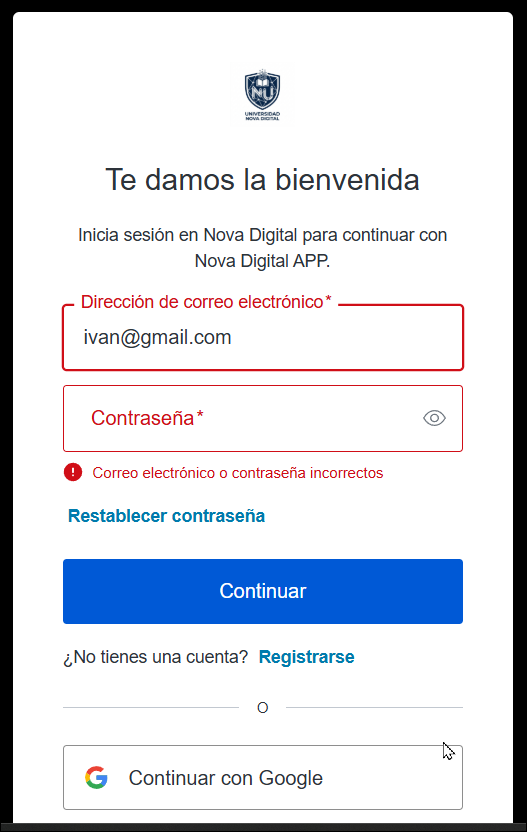 NU
UNIVERSIDAD
NOVA DIGITAL
Te damos la bienvenida
Inicia sesión en Nova Digital para continuar con
Nova Digital APP.
Dirección de correo electrónico*
ivan@gmail.com
Contraseña*
Correo electrónico o contraseña incorrectos
Restablecer contraseña
Continuar
¿No tienes una cuenta? Registrarse
O
Continuar con Google